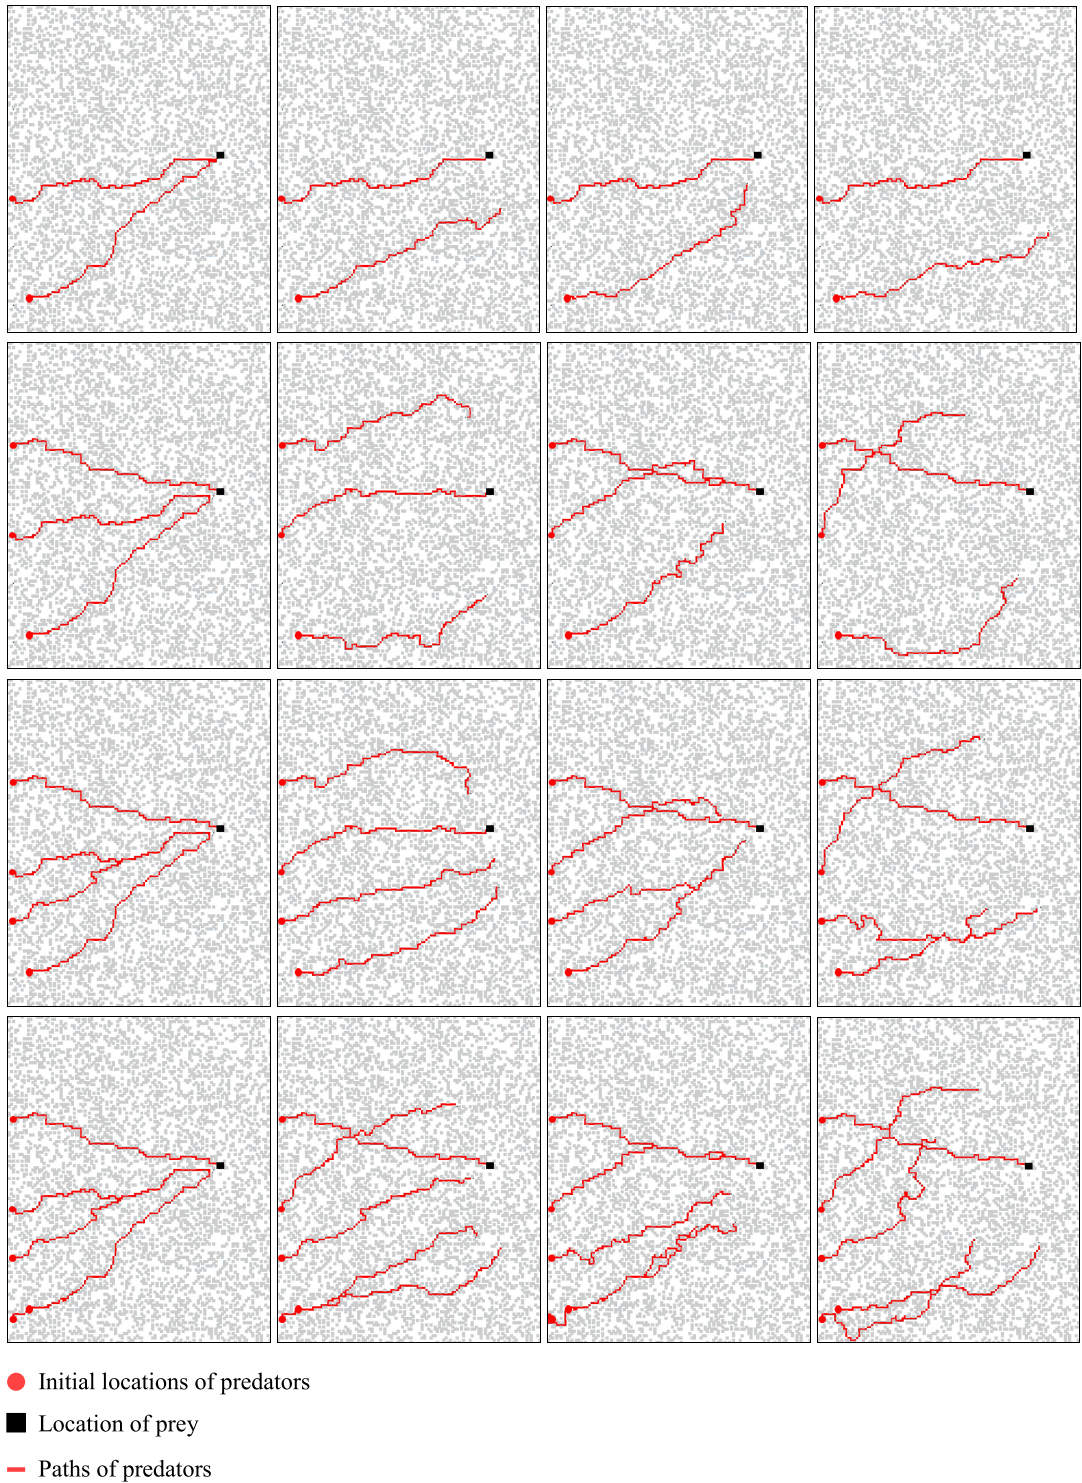 Initial locations of predators
Location of prey
Paths of predators